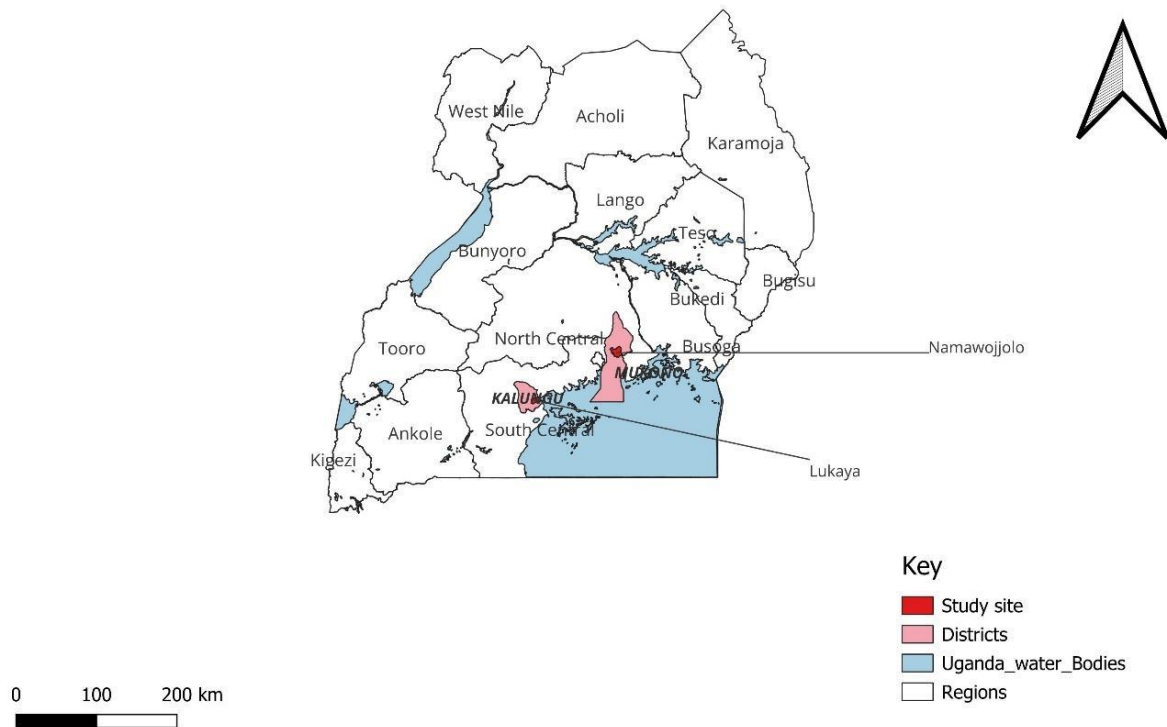 West Nile
Acholi
Karamoja
Lango
Teso
Bunyoro
Bugisu
Bukedi
North Central
Tooro
Busoga
Namawojjolo
MUKONO
KALUNGU
Ankole
South Central
Kigezi
Lukaya
Key
Study site
Districts
Uganda_water_Bodies
Regions
0 100 200 km